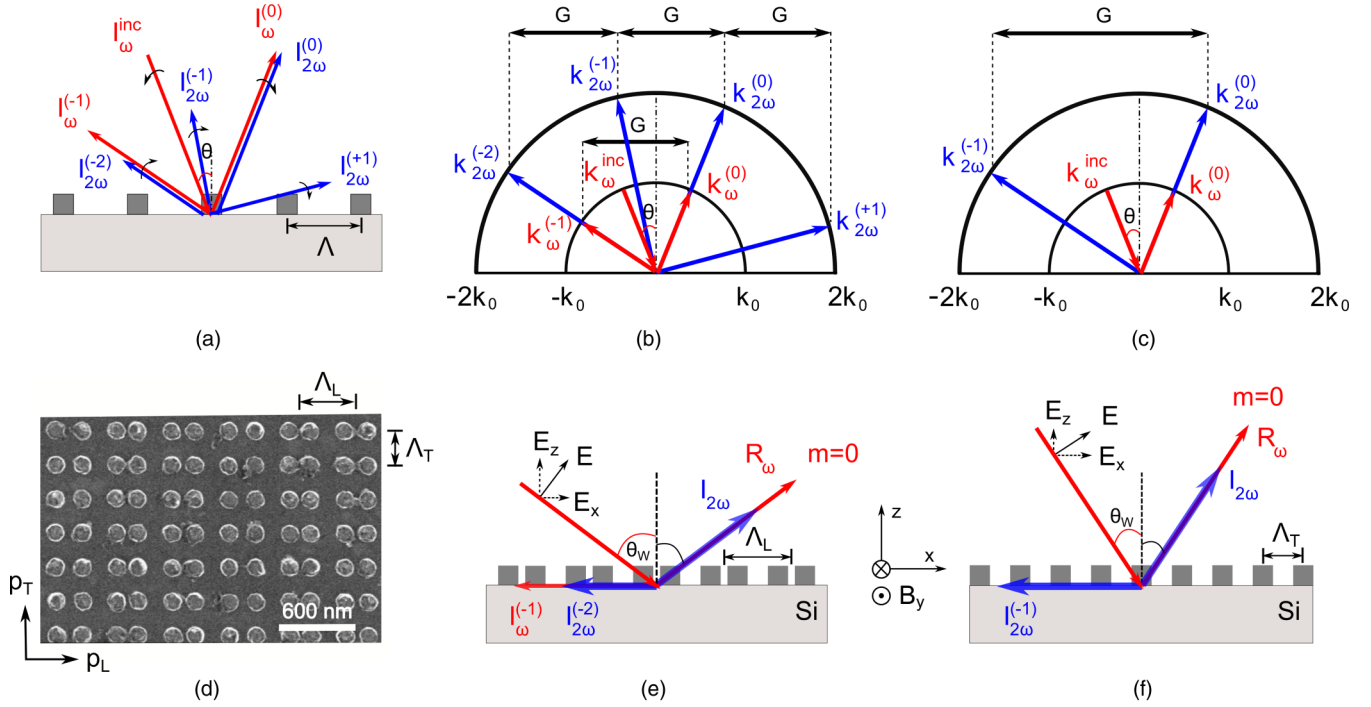 I_ω^inc
I_ω^(0)
I_2ω^(0)
I_2ω^(-1)
I_ω^(-1)
I_2ω^(-2)
θ
I_2ω^(+1)
Λ
(a)
G G G
k_2ω^(-1)
k_2ω^(0)
G
k_2ω^(-2)
k_ω^inc
k_ω^(0)
k_ω^(-1)
θ
k_2ω^(+1)
-2k_0 -k_0 k_0 2k_0
(b)
G
k_2ω^(0)
k_2ω^(-1)
k_ω^inc
k_ω^(0)
θ
-2k_0 -k_0 k_0 2k_0
(c)
Λ_L
Λ_T
600 nm
p_T
p_L
(d)
E_z E
E_x
R_ω m=0
I_2ω
θ_W
Λ_L
I_ω^(-1) I_2ω^(-2) Si
(e)
z
x
B_y
m=0
E_z E
E_x
R_ω
I_2ω
θ_W
Λ_T
I_2ω^(-1) Si
(f)